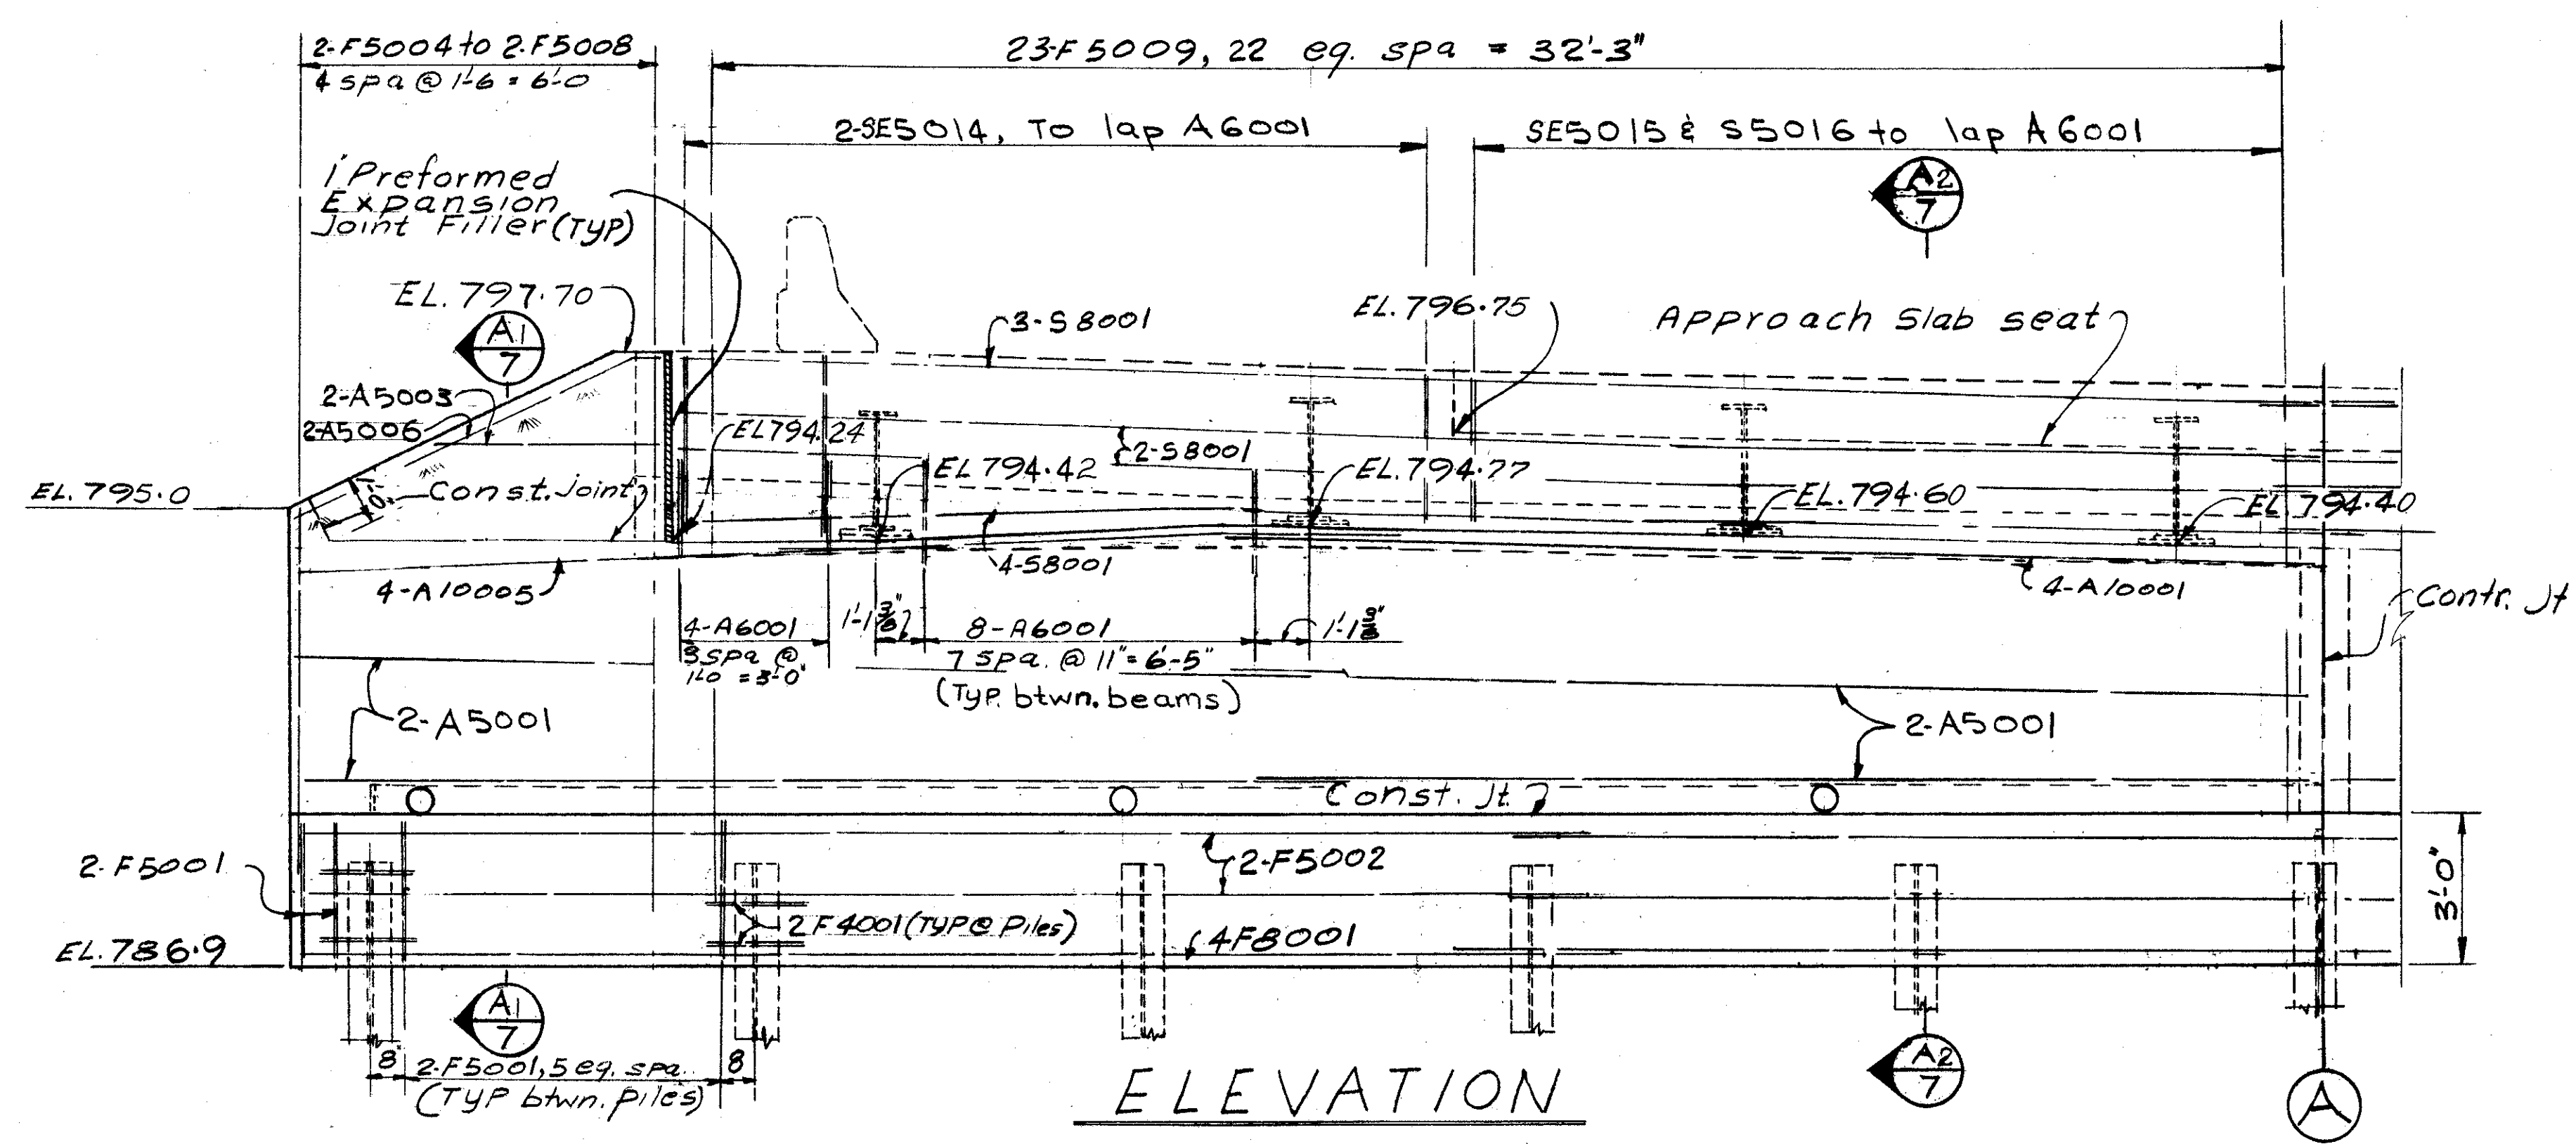 2-F5004 to 2-F5008
4 spa @ 1'-6 = 6'-0
23-F5009, 22 eq. spa = 32'-3"
2-SE5014, To lap A6001
SE5015 & S5016 to lap A6001
1" Preformed
Expansion
Joint Filler (TYP)
A2
7
EL. 797.70
A1
7
3-S8001
EL. 796.75
Approach Slab seat
2-A5003
2-A5006
EL 794.24
2-S8001
EL 794.42
EL. 794.77
EL. 794.60
EL. 794.40
EL. 795.0
Const. Joint
4-A10005
4-S8001
4-A10001
Contr. Jt
4-A6001
3 spa @
1'-0 = 3'-0"
1'-1 3/8"
8-A6001
7 spa. @ 11" = 6'-5"
(TYP. btwn. beams)
2-A5001
2-A5001
Const. Jt.
2-F5001
2-F5002
2F4001 (TYP @ Piles)
4F8001
3'-0"
EL. 786.9
A1
7
8"
2-F5001, 5 eq. spa.
(TYP btwn. piles)
8
ELEVATION
A2
7
A